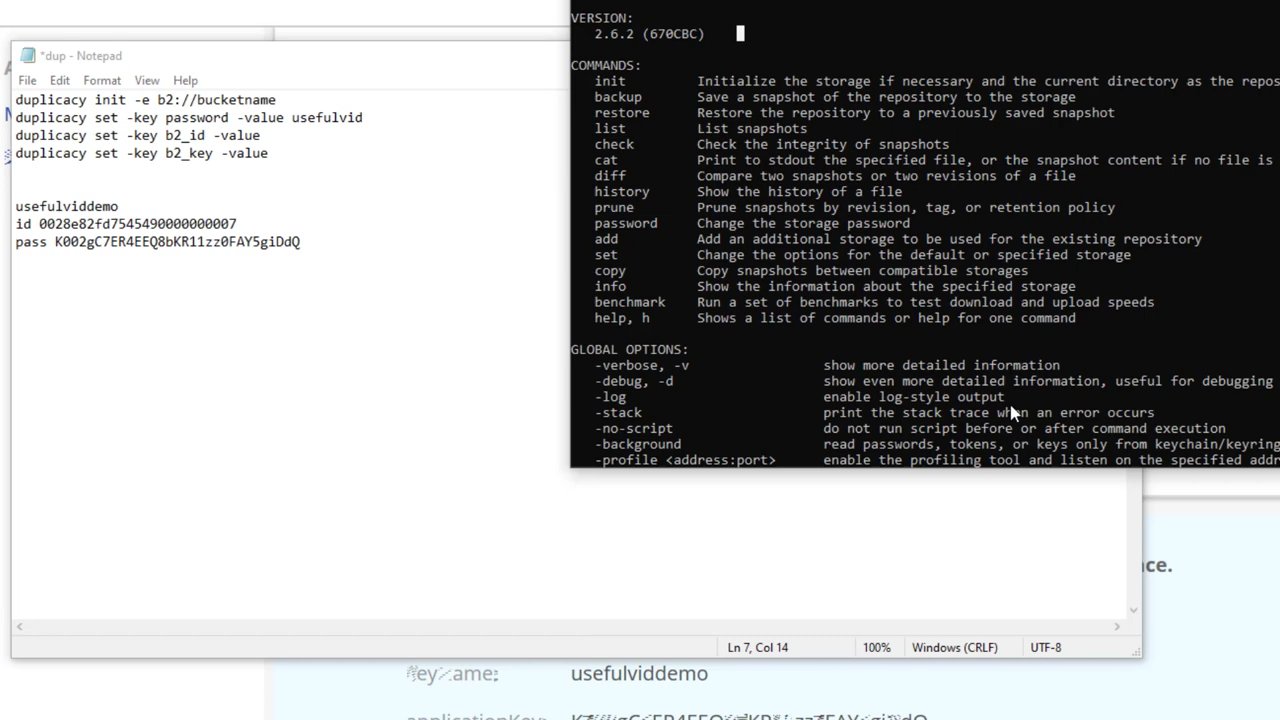 *dup - Notepad
File Edit Format View Help
duplicacy init -e b2://bucketname
duplicacy set -key password -value usefulvid
duplicacy set -key b2_id -value
duplicacy set -key b2_key -value
usefulviddemo
id 0028e82fd7545490000000007
pass K002gC7ER4EEQ8bKR11zz0FAY5giDdQ
Ln 7, Col 14 100% Windows (CRLF) UTF-8
VERSION:
2.6.2 (670CBC)
COMMANDS:
init Initialize the storage if necessary and the current directory as the repos
backup Save a snapshot of the repository to the storage
restore Restore the repository to a previously saved snapshot
list List snapshots
check Check the integrity of snapshots
cat Print to stdout the specified file, or the snapshot content if no file is
diff Compare two snapshots or two revisions of a file
history Show the history of a file
prune Prune snapshots by revision, tag, or retention policy
password Change the storage password
add Add an additional storage to be used for the existing repository
set Change the options for the default or specified storage
copy Copy snapshots between compatible storages
info Show the information about the specified storage
benchmark Run a set of benchmarks to test download and upload speeds
help, h Shows a list of commands or help for one command
GLOBAL OPTIONS:
-verbose, -v show more detailed information
-debug, -d show even more detailed information, useful for debugging
-log enable log-style output
-stack print the stack trace when an error occurs
-no-script do not run script before or after command execution
-background read passwords, tokens, or keys only from keychain/keyring
-profile <address:port> enable the profiling tool and listen on the specified addr
ce.
usefulviddemo